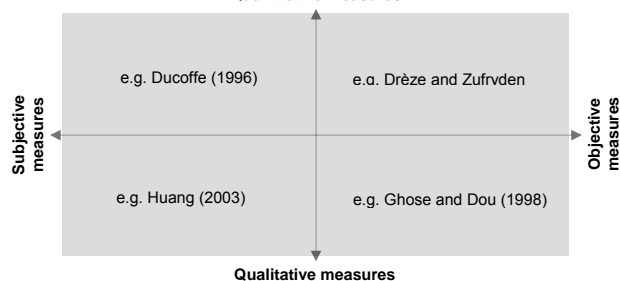 e.g. Ducoffe (1996)
e.g. Drèze and Zufryden
Subjective
measures
Objective
measures
e.g. Huang (2003)
e.g. Ghose and Dou (1998)
Qualitative measures